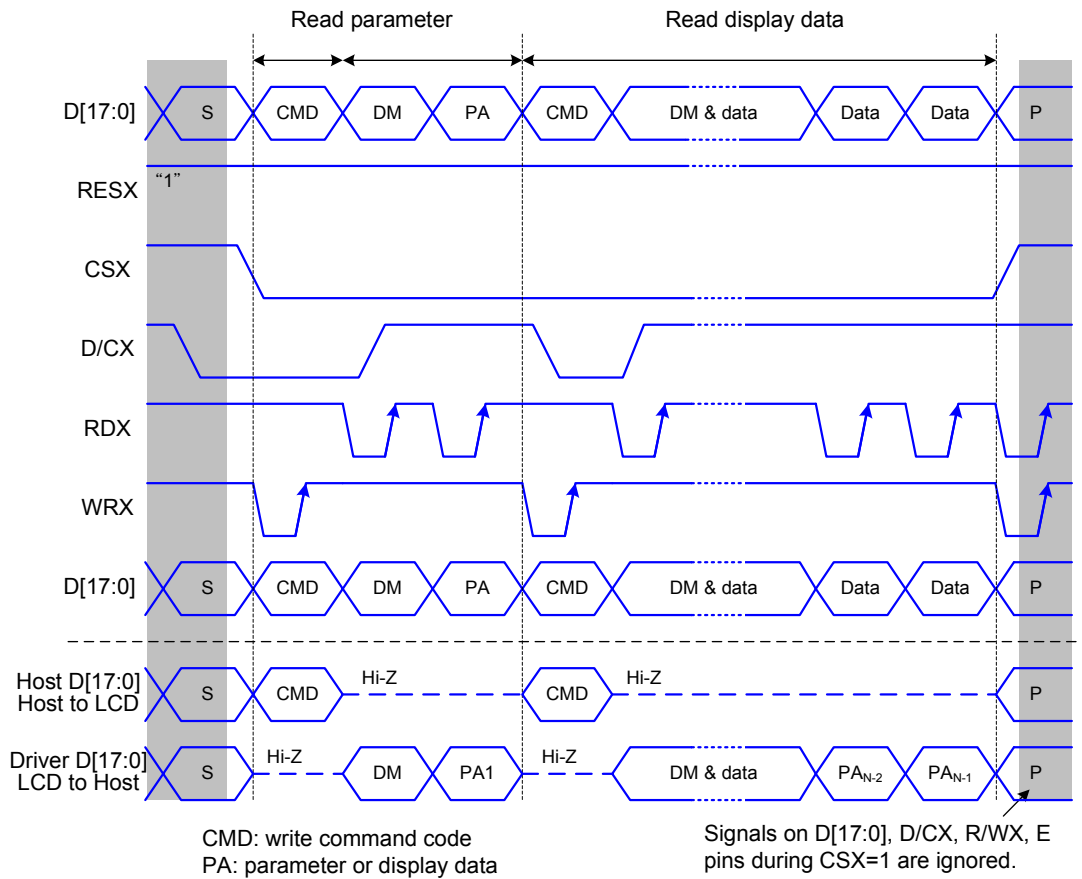 Read parameter
Read display data
D[17:0]
S
CMD
DM
PA
CMD
DM & data
Data
Data
P
RESX
“1”
CSX
D/CX
RDX
WRX
D[17:0]
S
CMD
DM
PA
CMD
DM & data
Data
Data
P
Host D[17:0]
Host to LCD
S
CMD
Hi-Z
CMD
Hi-Z
P
Driver D[17:0]
LCD to Host
S
Hi-Z
DM
PA1
Hi-Z
DM & data
PAN-2
PAN-1
P
CMD: write command code
PA: parameter or display data
Signals on D[17:0], D/CX, R/WX, E
pins during CSX=1 are ignored.